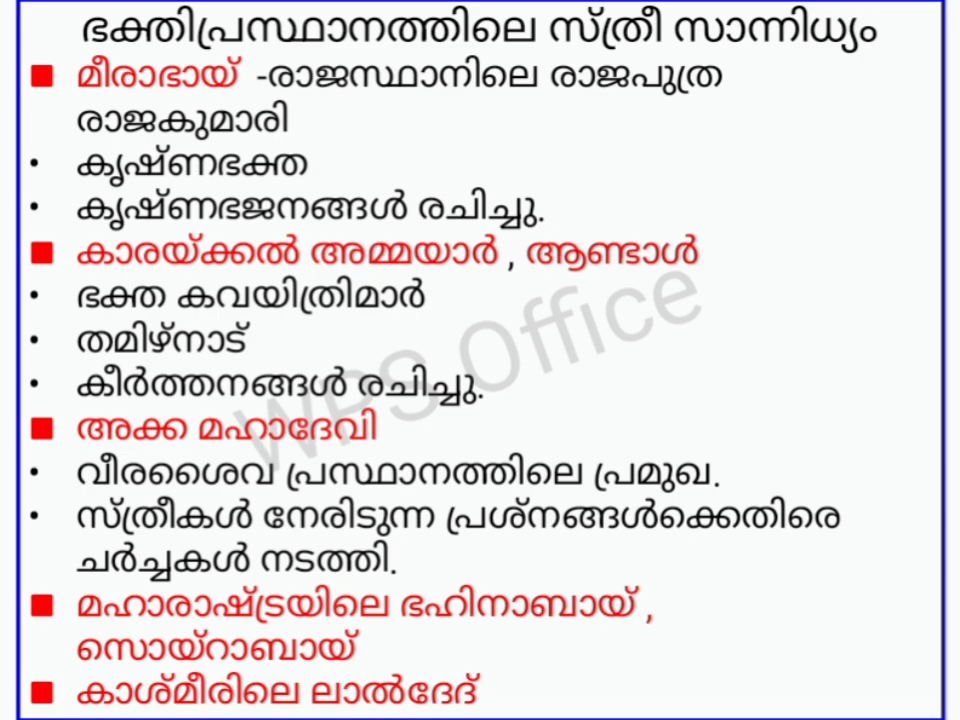 ഭക്തിപ്രസ്ഥാനത്തിലെ സ്ത്രീ സാന്നിധ്യം
■ മീരാഭായ് -രാജസ്ഥാനിലെ രാജപുത്ര
രാജകുമാരി
• കൃഷ്ണഭക്ത
• കൃഷ്ണഭജനങ്ങൾ രചിച്ചു.
■ കാരയ്ക്കൽ അമ്മയാർ , ആണ്ടാൾ
• ഭക്ത കവയിത്രിമാർ
• തമിഴ്നാട്
• കീർത്തനങ്ങൾ രചിച്ചു.
■ അക്ക മഹാദേവി
• വീരശൈവ പ്രസ്ഥാനത്തിലെ പ്രമുഖ.
• സ്ത്രീകൾ നേരിടുന്ന പ്രശ്നങ്ങൾക്കെതിരെ
ചർച്ചകൾ നടത്തി.
■ മഹാരാഷ്ട്രയിലെ ഭഹിനാബായ് ,
സൊയ്റാബായ്
■ കാശ്മീരിലെ ലാൽദേദ്
WPS Office